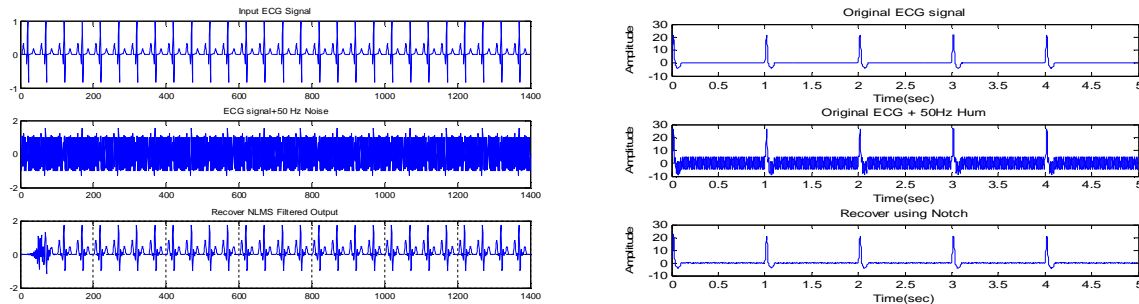 Input ECG Signal
1
0
-1
0 200 400 600 800 1000 1200 1400
ECG signal+50 Hz Noise
2
0
-2
0 200 400 600 800 1000 1200 1400
Recover NLMS Filtered Output
2
0
-2
0 200 400 600 800 1000 1200 1400
Original ECG signal
Amplitude
30
20
10
0
-10
0 0.5 1 1.5 2 2.5 3 3.5 4 4.5 5
Time(sec)
Original ECG + 50Hz Hum
Amplitude
30
20
10
0
-10
0 0.5 1 1.5 2 2.5 3 3.5 4 4.5 5
Time(sec)
Recover using Notch
Amplitude
30
20
10
0
-10
0 0.5 1 1.5 2 2.5 3 3.5 4 4.5 5
Time(sec)